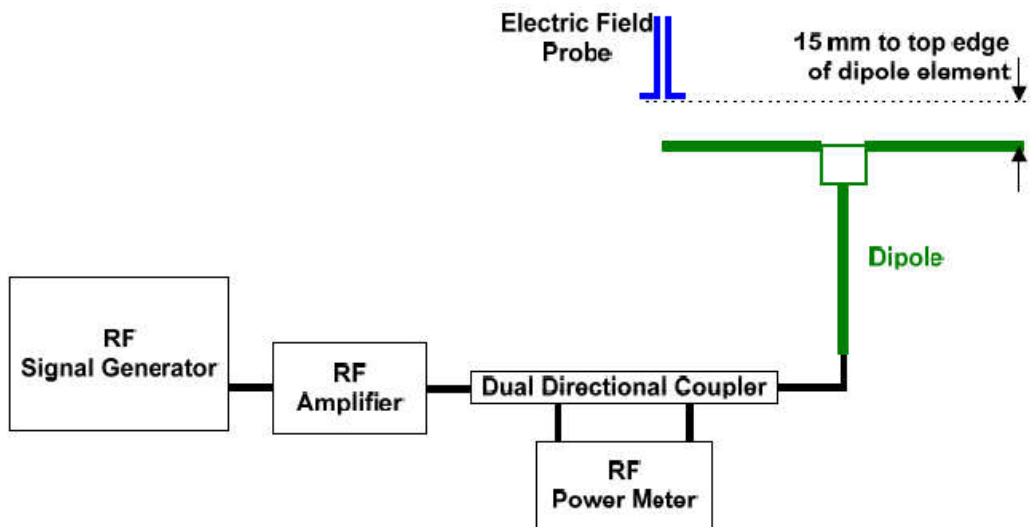 Electric Field
Probe
15 mm to top edge
of dipole element
Dipole
RF
Signal Generator
RF
Amplifier
Dual Directional Coupler
RF
Power Meter